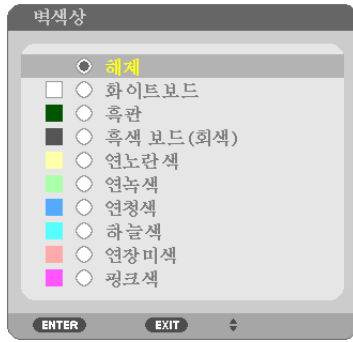 벽색상
해제
화이트보드
흑판
흑색 보드(회색)
연노란색
연녹색
연청색
하늘색
연장미색
핑크색
ENTER EXIT